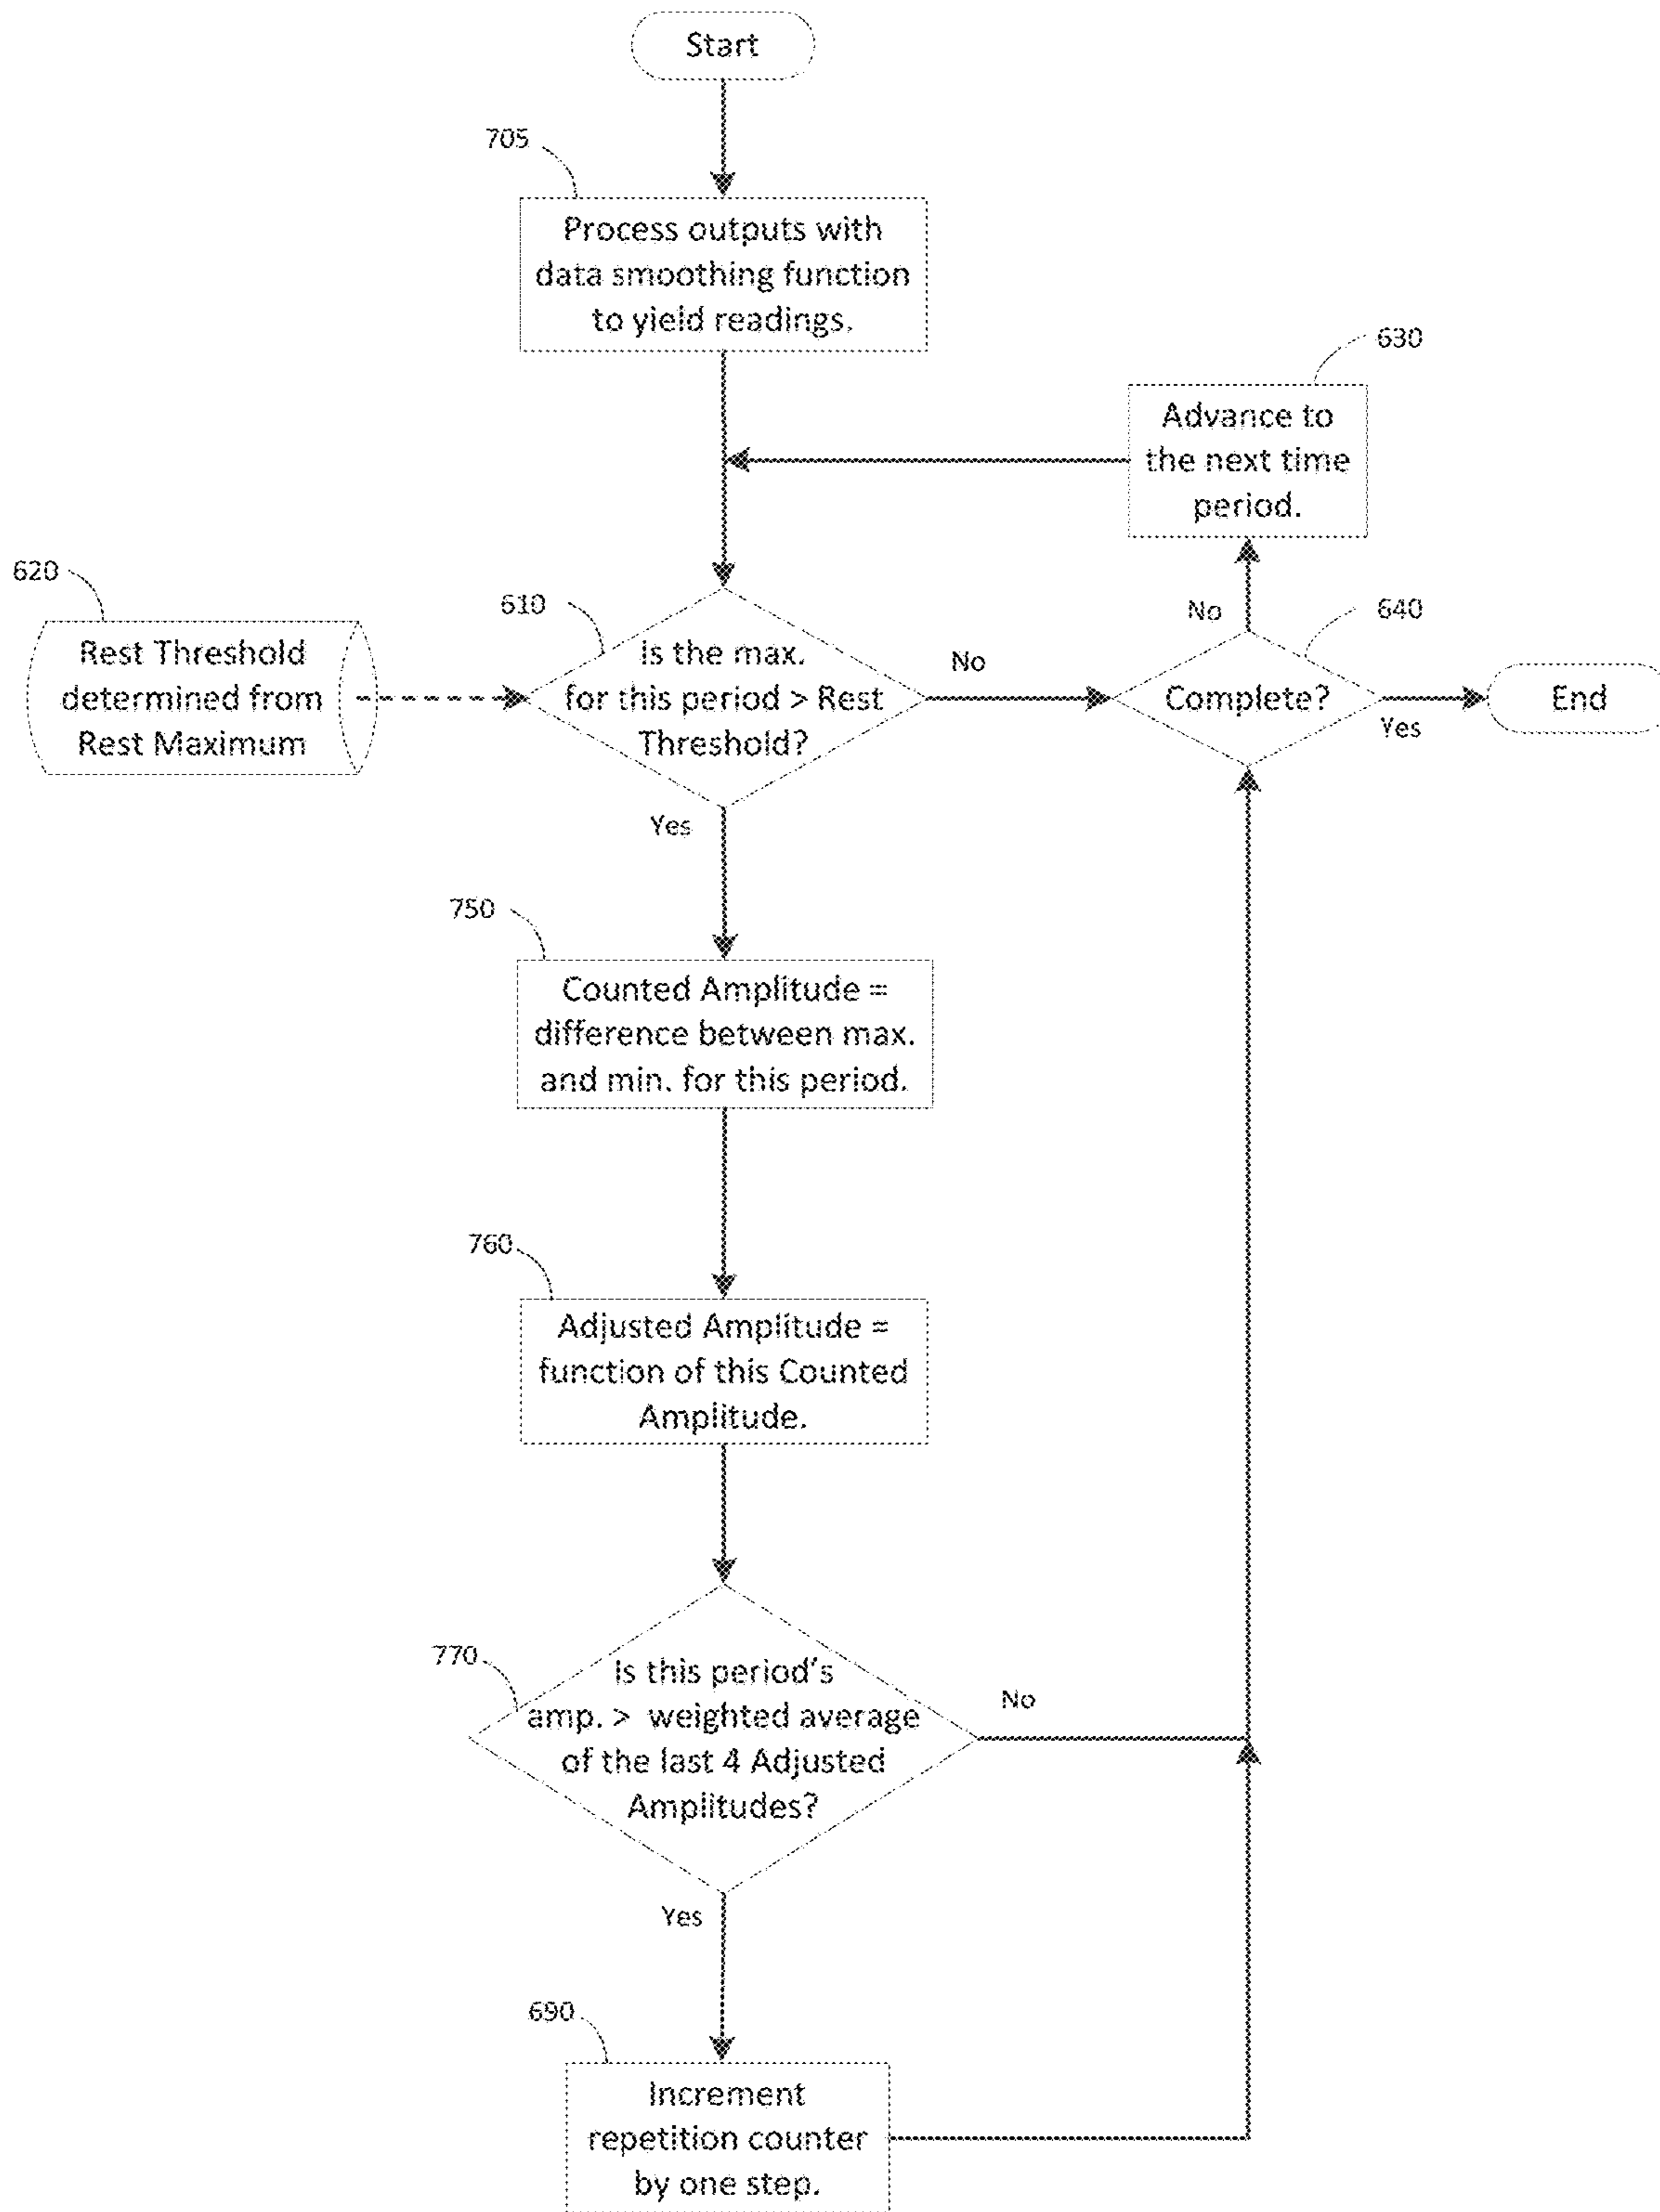 Start
705
Process outputs with
data smoothing function
to yield readings.
630
Advance to
the next time
period.
620
Rest Threshold
determined from
Rest Maximum
610
is the max.
for this period > Rest
Threshold?
No
No
640
Complete?
Yes
End
Yes
750
Counted Amplitude =
difference between max.
and min. for this period.
760
Adjusted Amplitude =
function of this Counted
Amplitude.
770
is this period's
amp. > weighted average
of the last 4 Adjusted
Amplitudes?
No
Yes
690
Increment
repetition counter
by one step.